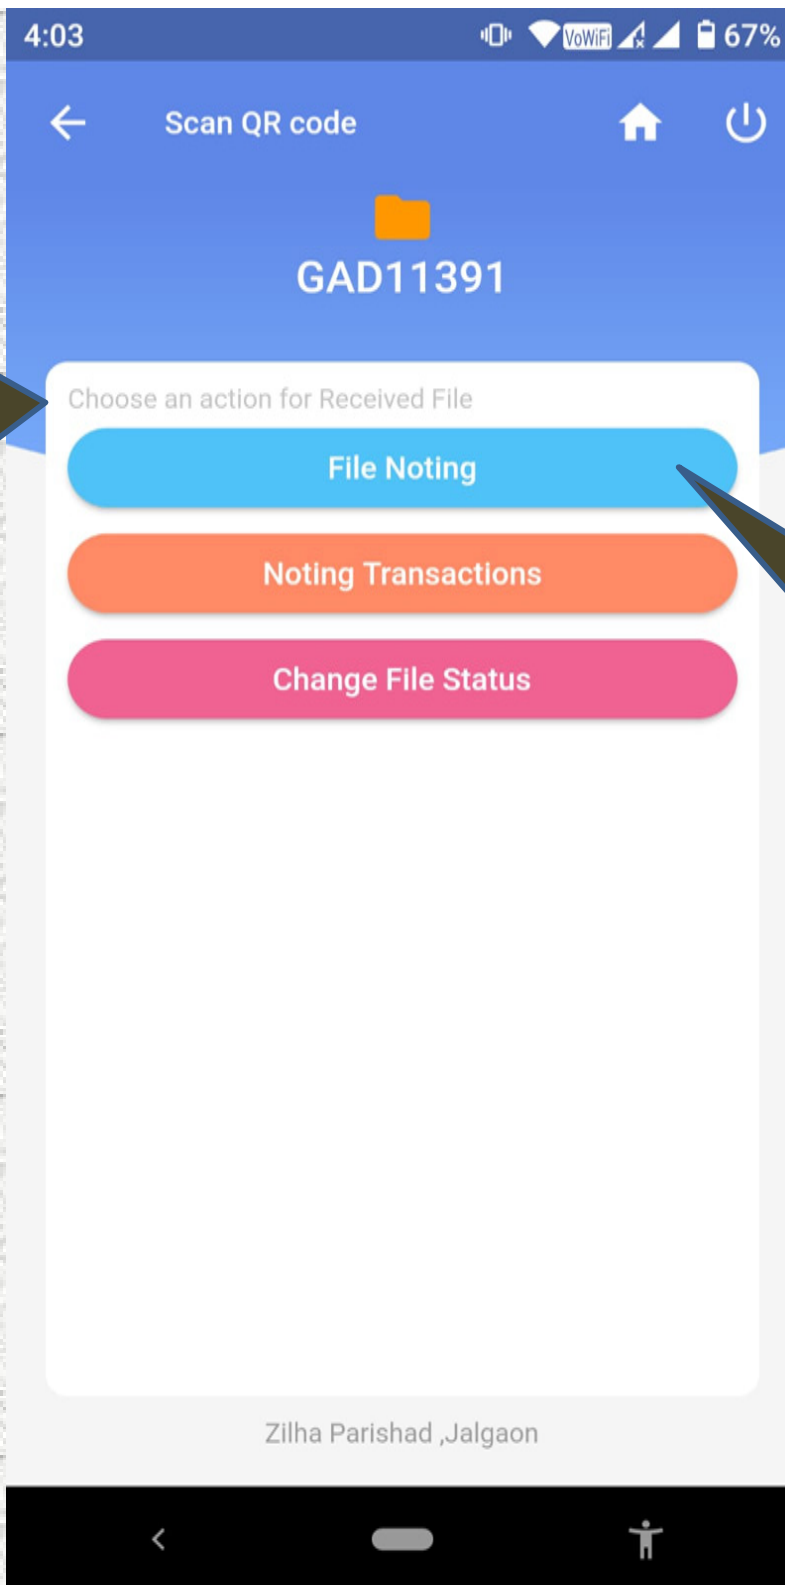 4:03 VoWiFi 67%
Scan QR code
GAD11391
Choose an action for Received File
File Noting
Noting Transactions
Change File Status
Zilha Parishad ,Jalgaon